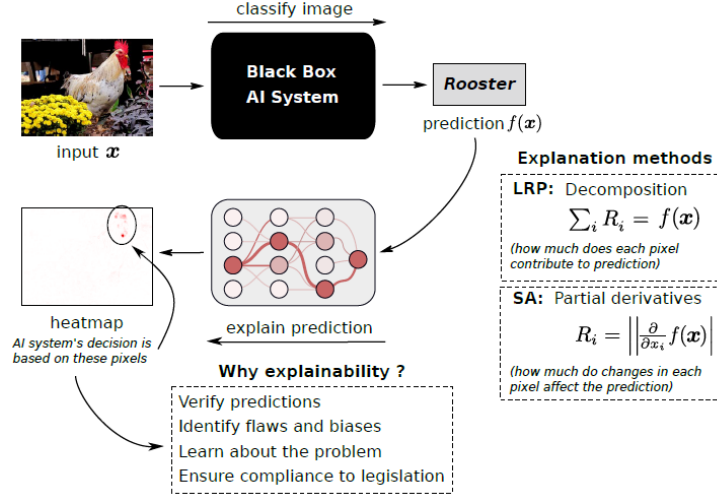 classify image
Black Box
AI System
Rooster
input x
prediction f(x)
Explanation methods
LRP: Decomposition
∑ᵢ Rᵢ = f(x)
(how much does each pixel
contribute to prediction)
SA: Partial derivatives
Rᵢ = ||∂/∂xᵢ f(x)|
(how much do changes in each
pixel affect the prediction)
heatmap
AI system's decision is
based on these pixels
explain prediction
Why explainability ?
Verify predictions
Identify flaws and biases
Learn about the problem
Ensure compliance to legislation